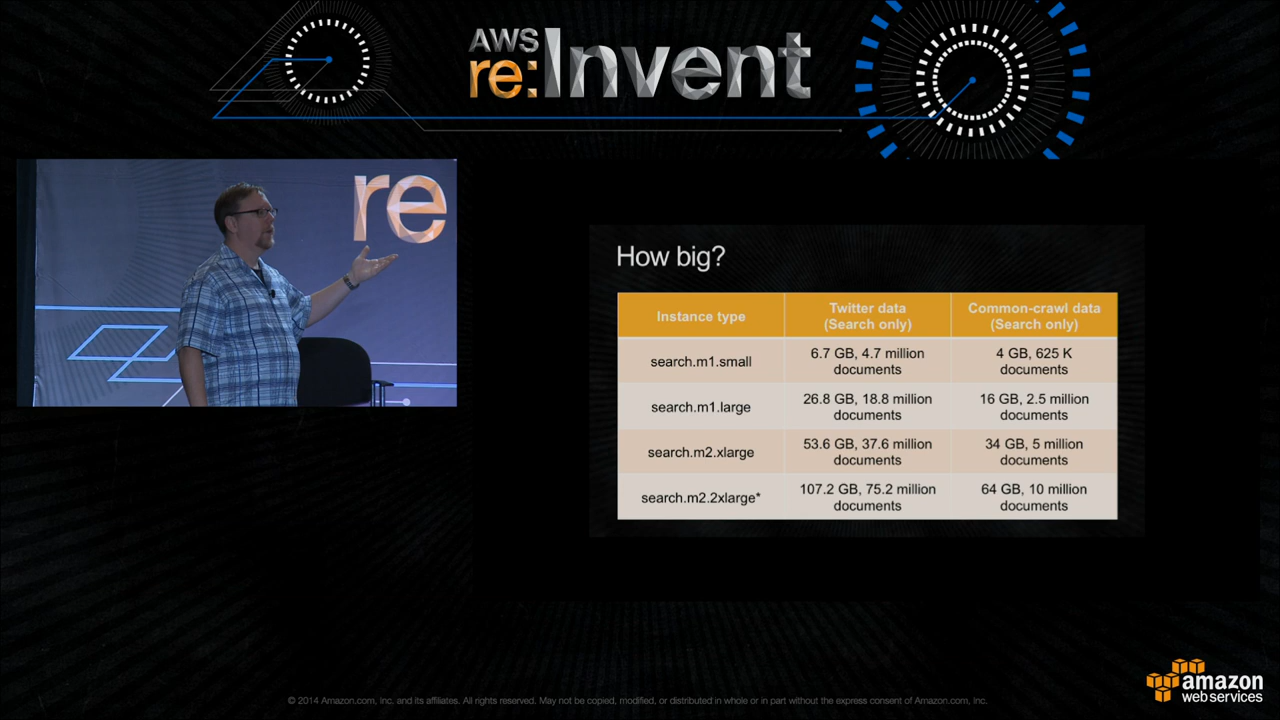 AWS
re:Invent
re
How big?
Instance type
Twitter data
(Search only)
Common-crawl data
(Search only)
search.m1.small
6.7 GB, 4.7 million
documents
4 GB, 625 K
documents
search.m1.large
26.8 GB, 18.8 million
documents
16 GB, 2.5 million
documents
search.m2.xlarge
53.6 GB, 37.6 million
documents
34 GB, 5 million
documents
search.m2.2xlarge*
107.2 GB, 75.2 million
documents
64 GB, 10 million
documents
amazon
web services
© 2014 Amazon.com, Inc. and its affiliates. All rights reserved. May not be copied, modified, or distributed in whole or in part without the express consent of Amazon.com, Inc.